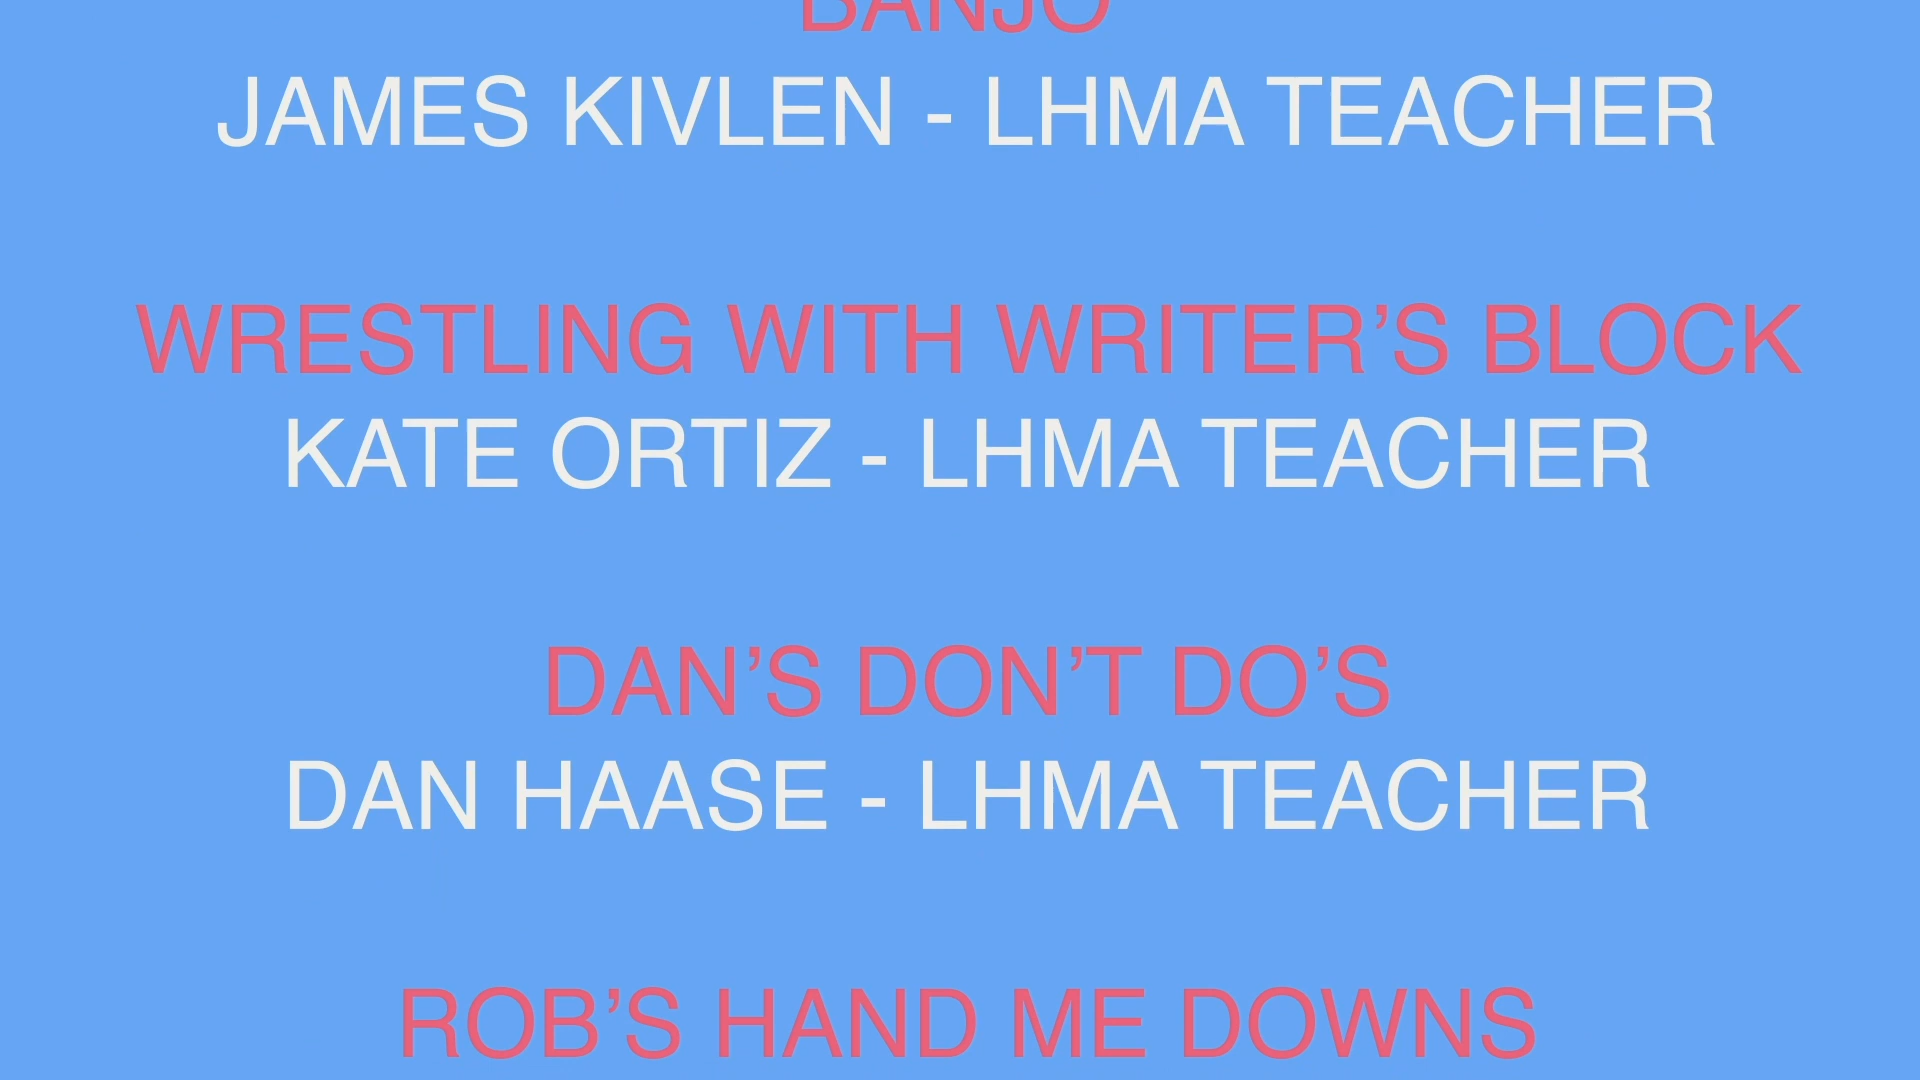 BANJO
JAMES KIVLEN - LHMA TEACHER
WRESTLING WITH WRITER’S BLOCK
KATE ORTIZ - LHMA TEACHER
DAN’S DON’T DO’S
DAN HAASE - LHMA TEACHER
ROB’S HAND ME DOWNS